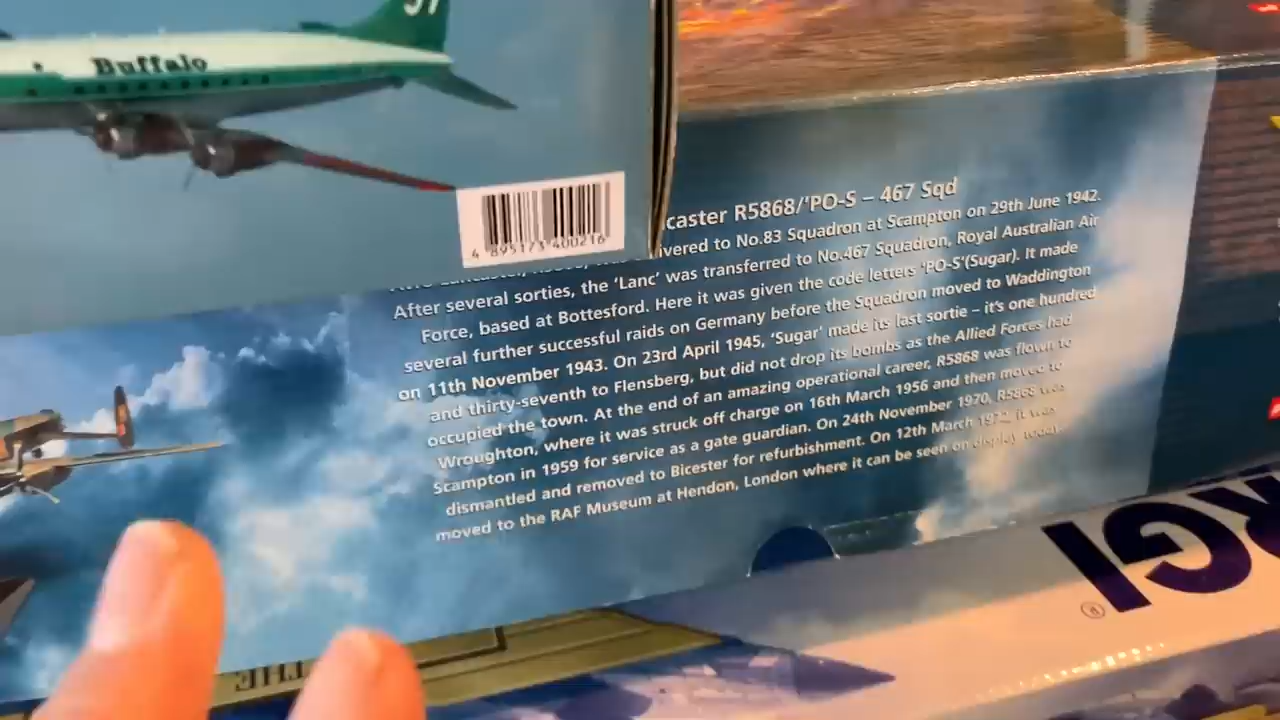 57
Buffalo
4 895173 400216
caster R5868/'PO-S – 467 Sqd
ivered to No.83 Squadron at Scampton on 29th June 1942.
After several sorties, the 'Lanc' was transferred to No.467 Squadron, Royal Australian Air
Force, based at Bottesford. Here it was given the code letters 'PO-S'(Sugar). It made
several further successful raids on Germany before the Squadron moved to Waddington
on 11th November 1943. On 23rd April 1945, 'Sugar' made its last sortie – it's one hundred
and thirty-seventh to Flensberg, but did not drop its bombs as the Allied Forces had
occupied the town. At the end of an amazing operational career, R5868 was flown to
Wroughton, where it was struck off charge on 16th March 1956 and then moved to
Scampton in 1959 for service as a gate guardian. On 24th November 1970, R5868 was
dismantled and removed to Bicester for refurbishment. On 12th March 1972, it was
moved to the RAF Museum at Hendon, London where it can be seen on display today.
RGI
®
THE